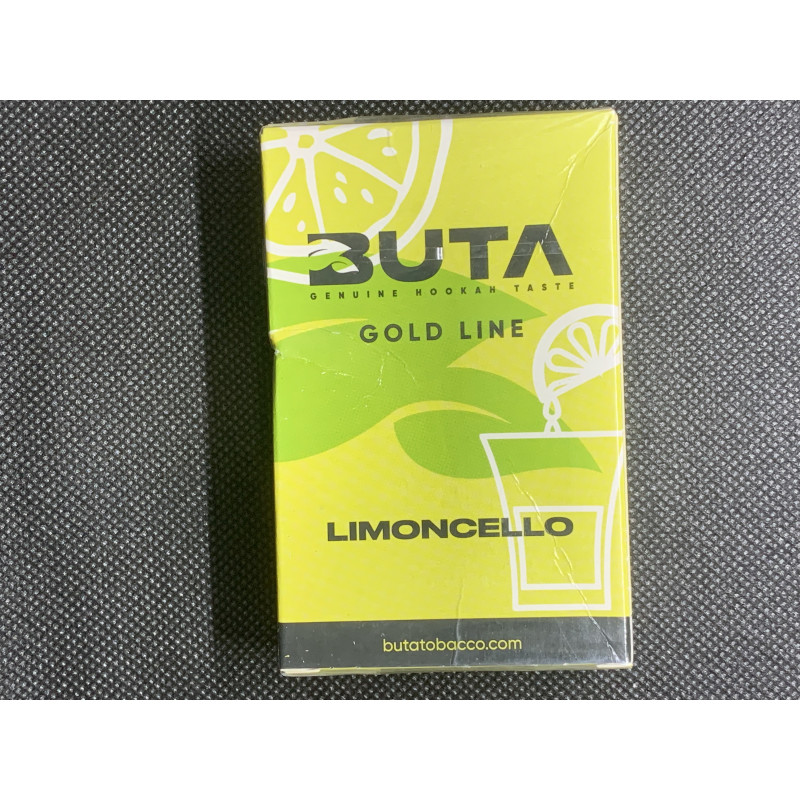 BUTA
GENUINE HOOKAH TASTE
GOLD LINE
LIMONCELLO
butatobacco.com